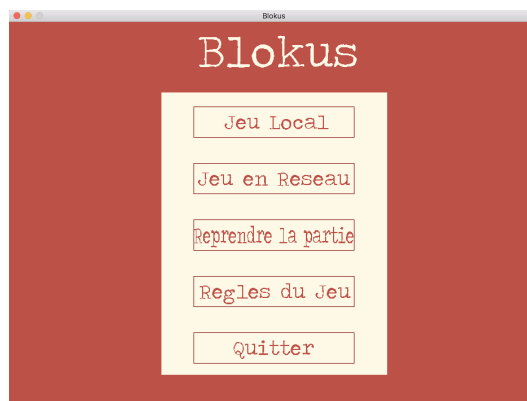 Blokus
Blokus
Jeu Local
Jeu en Reseau
Reprendre la partie
Regles du Jeu
Quitter